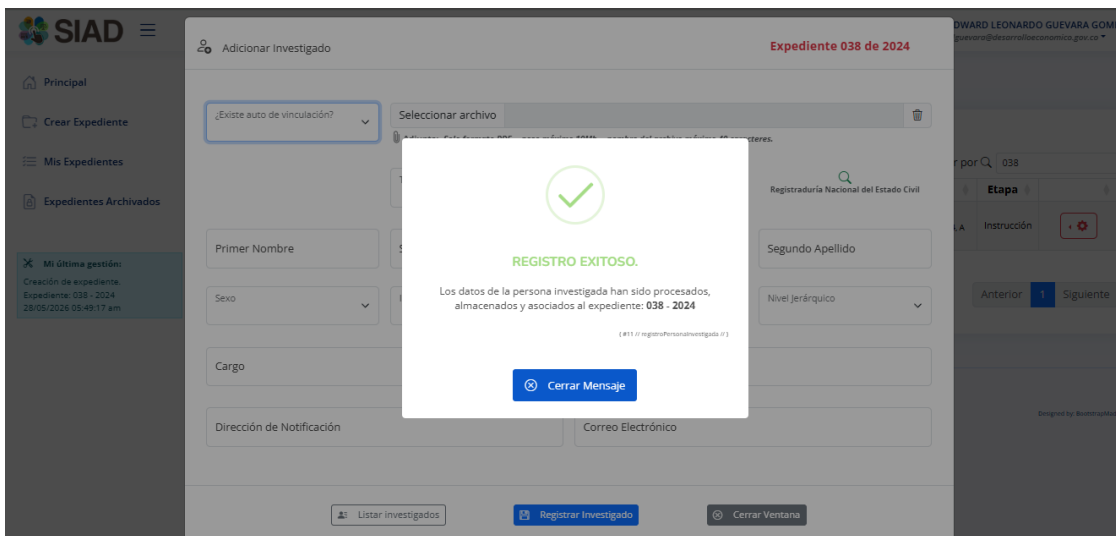 SIAD
Adicionar Investigado
Expediente 038 de 2024
EDWARD LEONARDO GUEVARA GOM
guevara@desarrolloeconomico.gov.co
Principal
Crear Expediente
Mis Expedientes
Expedientes Archivados
Mi última gestión:
Creación de expediente.
Expediente: 038 - 2024
28/05/2026 05:49:17 am
¿Existe auto de vinculación?
Seleccionar archivo
Registraduría Nacional del Estado Civil
r por 038
Etapa
Instrucción
Anterior 1 Siguiente
Primer Nombre
Segundo Apellido
Sexo
Nivel Jerárquico
Cargo
Dirección de Notificación
Correo Electrónico
REGISTRO EXITOSO.
Los datos de la persona investigada han sido procesados,
almacenados y asociados al expediente: 038 - 2024
[ #11 // registroPersonaInvestigada // ]
Cerrar Mensaje
Listar investigados
Registrar Investigado
Cerrar Ventana